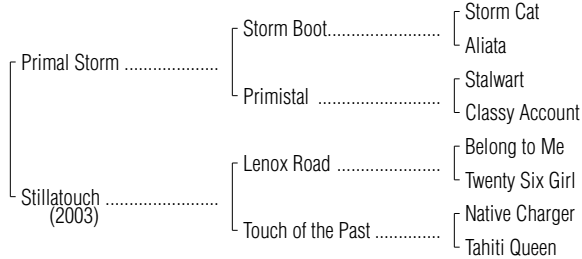 Storm Cat
Storm Boot........................
Aliata
Primal Storm ....................
Stalwart
Primistal ..........................
Classy Account
Belong to Me
Lenox Road ......................
Twenty Six Girl
Stillatouch ........................
(2003)
Native Charger
Touch of the Past ...............
Tahiti Queen